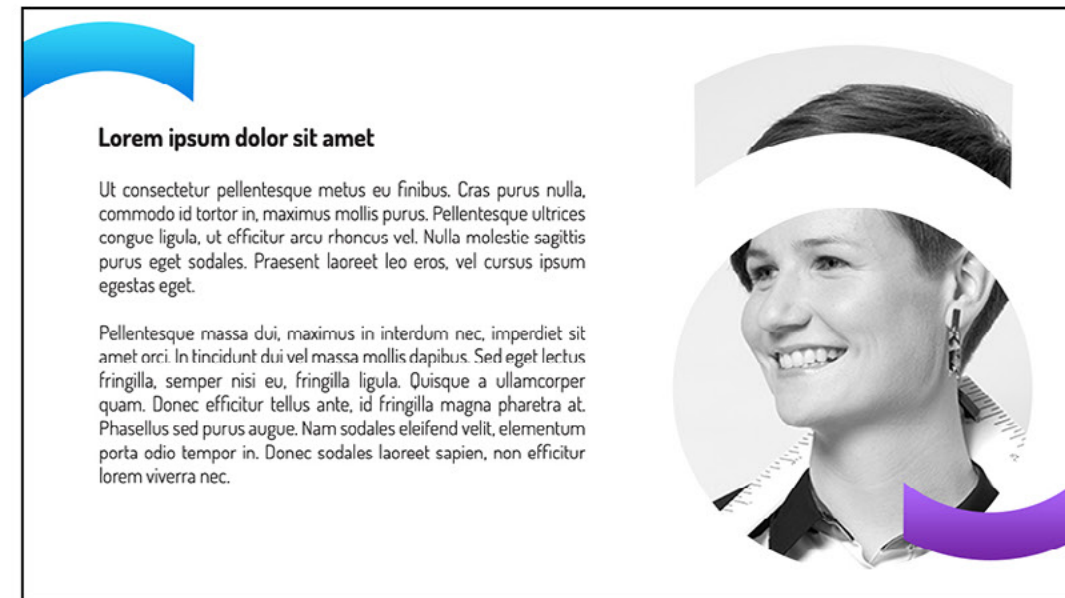 Lorem ipsum dolor sit amet
Ut consectetur pellentesque metus eu finibus. Cras purus nulla,
commodo id tortor in, maximus mollis purus. Pellentesque ultrices
congue ligula, ut efficitur arcu rhoncus vel. Nulla molestie sagittis
purus eget sodales. Praesent laoreet leo eros, vel cursus ipsum
egestas eget.
Pellentesque massa dui, maximus in interdum nec, imperdiet sit
amet orci. In tincidunt dui vel massa mollis dapibus. Sed eget lectus
fringilla, semper nisi eu, fringilla ligula. Quisque a ullamcorper
quam. Donec efficitur tellus ante, id fringilla magna pharetra at.
Phasellus sed purus augue. Nam sodales eleifend velit, elementum
porta odio tempor in. Donec sodales laoreet sapien, non efficitur
lorem viverra nec.